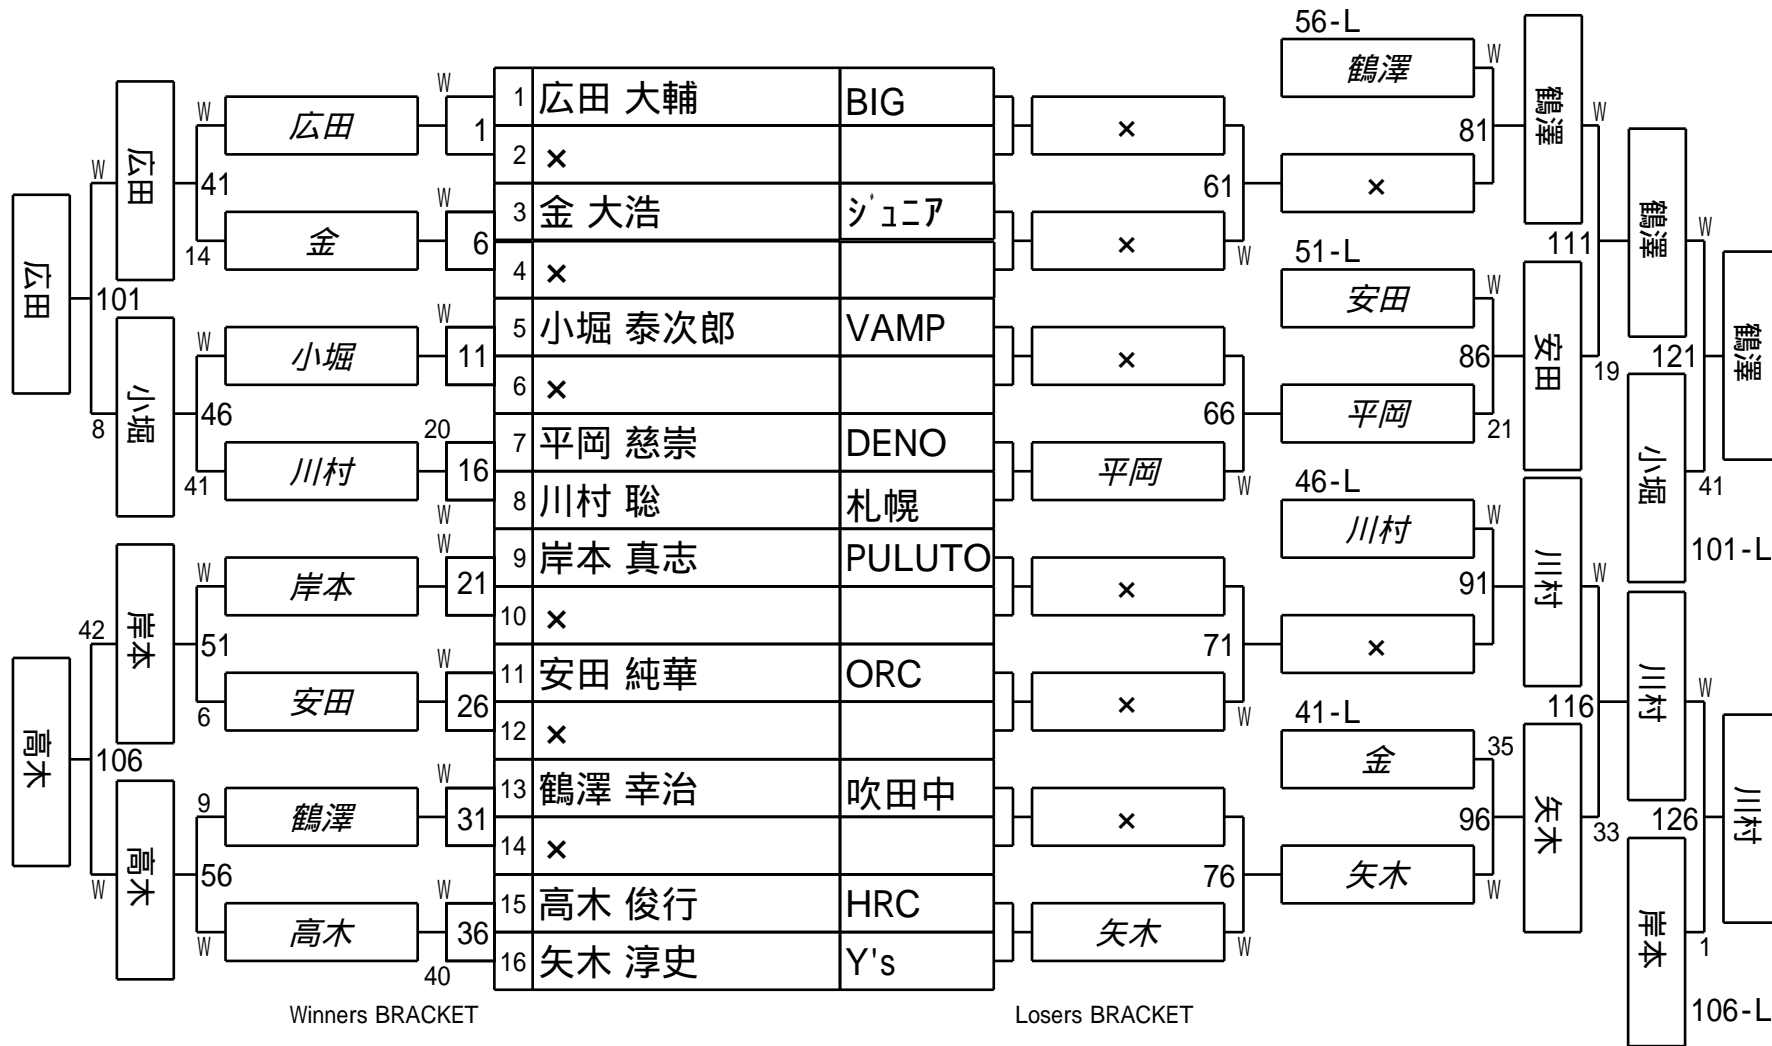 56-L
鶴澤
W
1 広田 大輔 BIG
2 ×
3 金 大浩 ジュニア
4 ×
5 小堀 泰次郎 VAMP
6 ×
7 平岡 慈崇 DENO
8 川村 聡 札幌
9 岸本 真志 PULUTO
10 ×
11 安田 純華 ORC
12 ×
13 鶴澤 幸治 吹田中
14 ×
15 高木 俊行 HRC
16 矢木 淳史 Y's
W
1
W
6
W
11
20
16
W
W
21
W
26
W
31
W
36
40
W
広田
41
14
金
W
小堀
46
41
川村
W
岸本
51
6
安田
9
鶴澤
56
W
高木
W
広田
101
8
小堀
42
岸本
106
W
高木
広田
高木
×
61
×
W
×
66
平岡
W
×
71
×
W
×
76
矢木
W
81
×
51-L
安田
W
86
平岡
21
46-L
川村
W
91
×
41-L
金
35
96
矢木
W
鶴澤
W
111
安田
19
川村
W
116
矢木
33
鶴澤
W
121
小堀
41
101-L
川村
W
126
岸本
1
106-L
鶴澤
川村
Winners BRACKET
Losers BRACKET